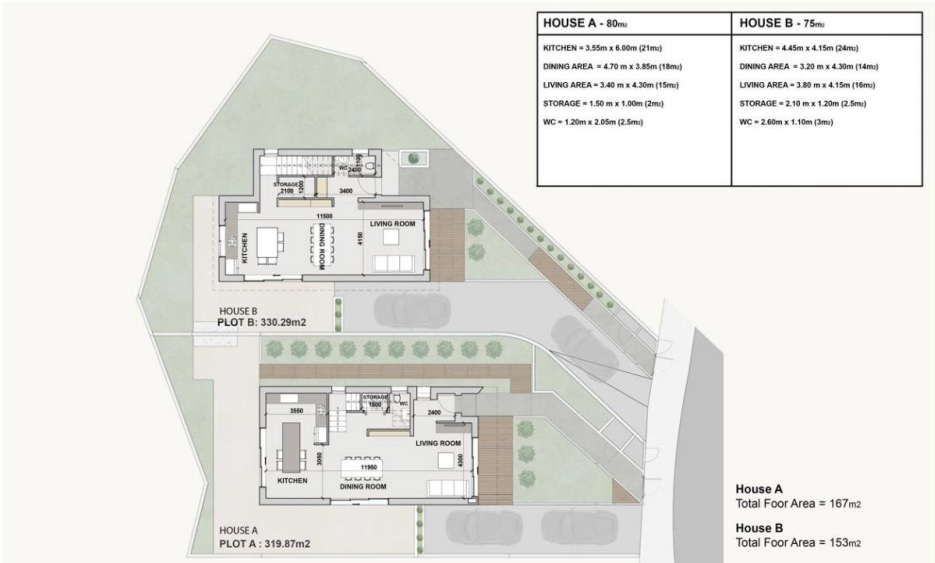 HOUSE A - 80m2
KITCHEN = 3.55m x 6.00m (21m2)
DINING AREA = 4.70 m x 3.85m (18m2)
LIVING AREA = 3.40 m x 4.30m (15m2)
STORAGE = 1.50 m x 1.00m (2m2)
WC = 1.20m x 2.05m (2.5m2)
HOUSE B - 75m2
KITCHEN = 4.45m x 4.15m (24m2)
DINING AREA = 3.20 m x 4.30m (14m2)
LIVING AREA = 3.80 m x 4.15m (16m2)
STORAGE = 2.10 m x 1.20m (2.5m2)
WC = 2.60m x 1.10m (3m2)
WC
2400
1100
STORAGE
2100
1200
3400
11500
LIVING ROOM
KITCHEN
DINING ROOM
4150
HOUSE B
PLOT B: 330.29m2
3550
STORAGE
1500
WC
2400
LIVING ROOM
3050
4300
11950
KITCHEN
DINING ROOM
HOUSE A
PLOT A : 319.87m2
House A
Total Foor Area = 167m2
House B
Total Foor Area = 153m2